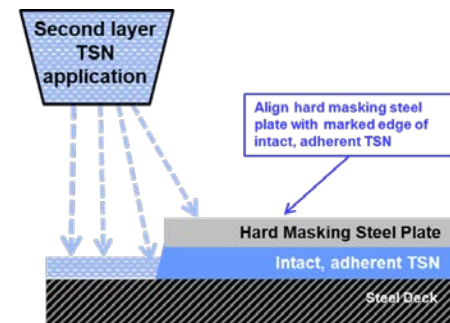 Second layer
TSN
application
Align hard masking steel
plate with marked edge of
intact, adherent TSN
Hard Masking Steel Plate
Intact, adherent TSN
Steel Deck